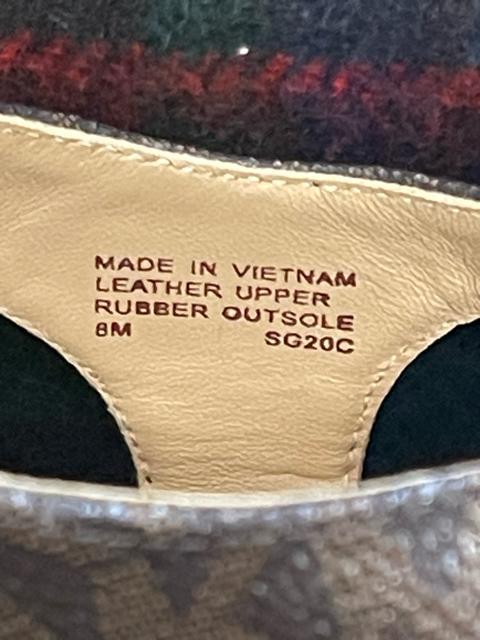 MADE IN VIETNAM
LEATHER UPPER
RUBBER OUTSOLE
8M SG20C